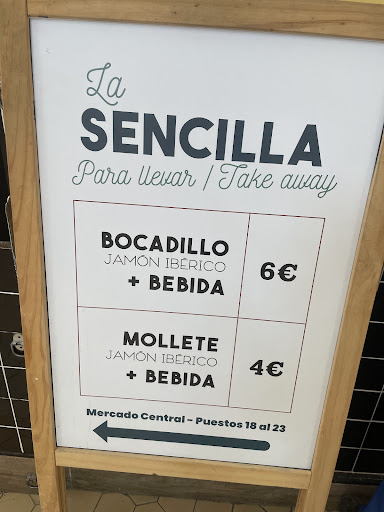 La
SENCILLA
Para llevar / Take away
BOCADILLO
JAMÓN IBÉRICO
+ BEBIDA
6€
MOLLETE
JAMÓN IBÉRICO
+ BEBIDA
4€
Mercado Central - Puestos 18 al 23